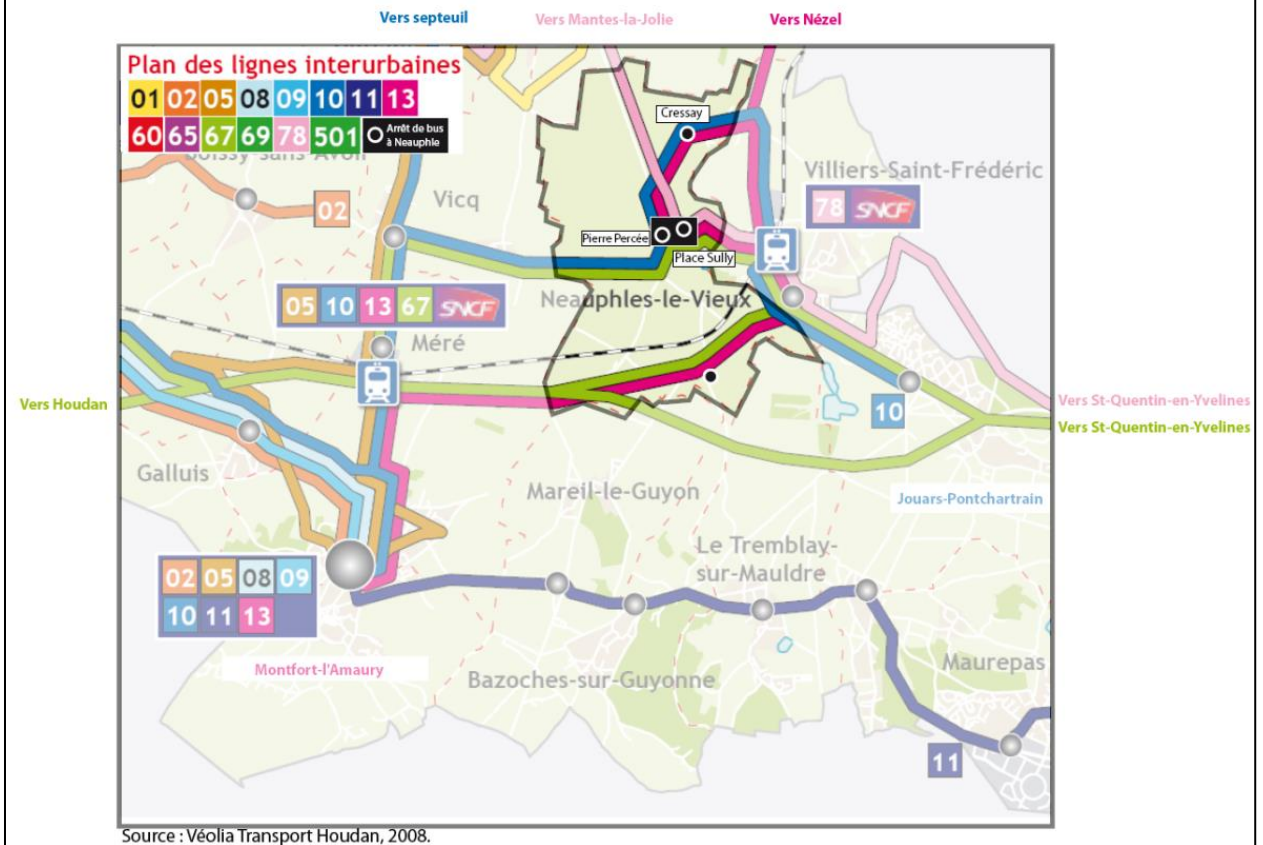 Vers septeuil
Vers Mantes-la-Jolie
Vers Nézel
Plan des lignes interurbaines
01 02 05 08 09 10 11 13
60 65 67 69 78 501 Arrêt de bus
à Neauphle
Boissy-sans-Avoir
02
Vicq
Cressay
Villiers-Saint-Frédéric
78 SNCF
Pierre Percée
Place Sully
05 10 13 67 SNCF
Neauphles-le-Vieux
Méré
Vers Houdan
10
Vers St-Quentin-en-Yvelines
Vers St-Quentin-en-Yvelines
Galluis
Mareil-le-Guyon
Jouars-Pontchartrain
Le Tremblay-
sur-Mauldre
02 05 08 09
10 11 13
Montfort-l'Amaury
Bazoches-sur-Guyonne
Maurepas
11
Source : Véolia Transport Houdan, 2008.